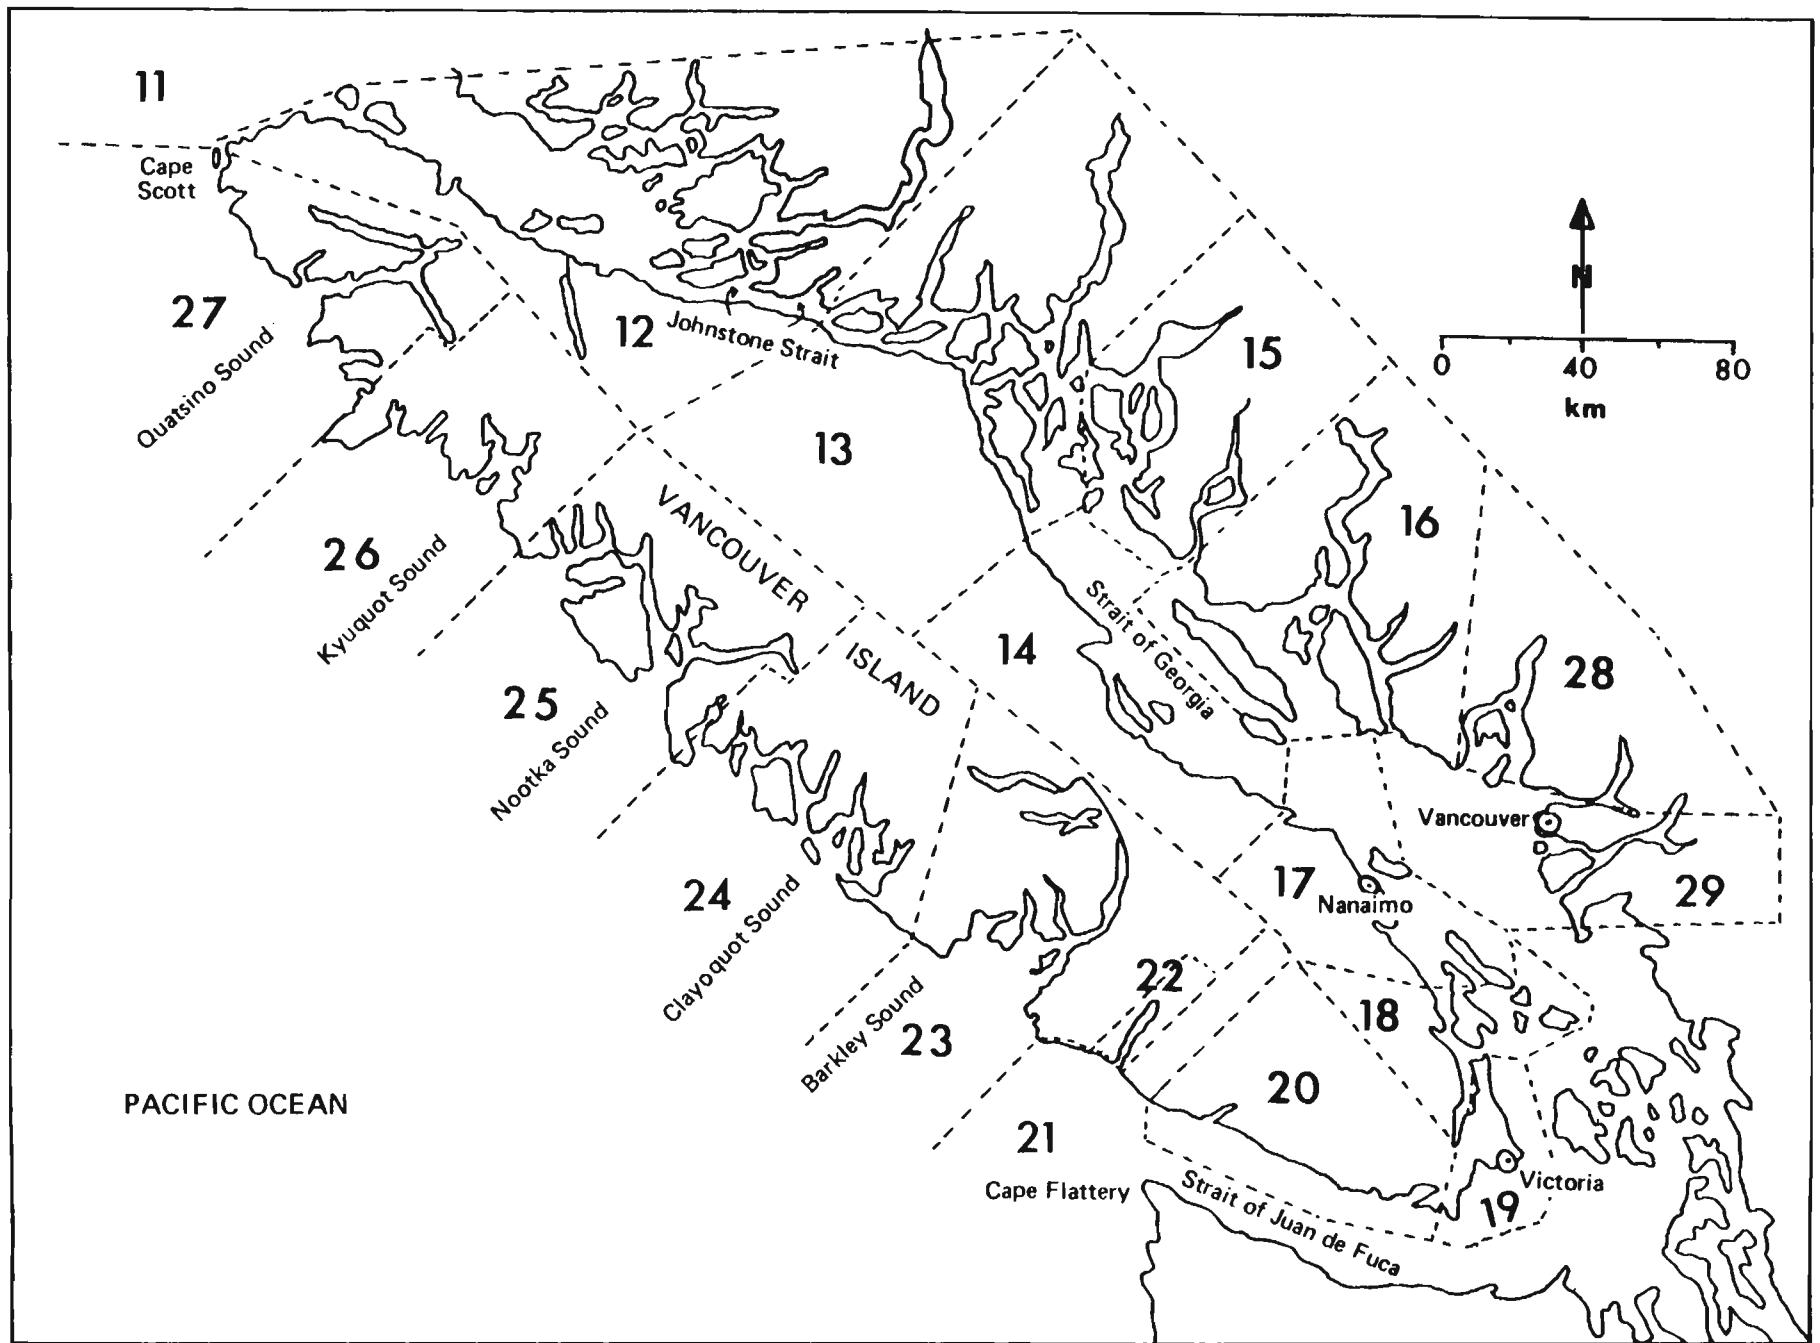 11
Cape
Scott
27
Quatsino Sound
12
Johnstone Strait
15
N
0 40 80
km
13
16
26
Kyuquot Sound
VANCOUVER
ISLAND
Strait of Georgia
14
28
25
Nootka Sound
Vancouver
24
Clayoquot Sound
17
Nanaimo
29
22
Barkley Sound
23
18
20
PACIFIC OCEAN
21
Cape Flattery
Strait of Juan de Fuca
Victoria
19